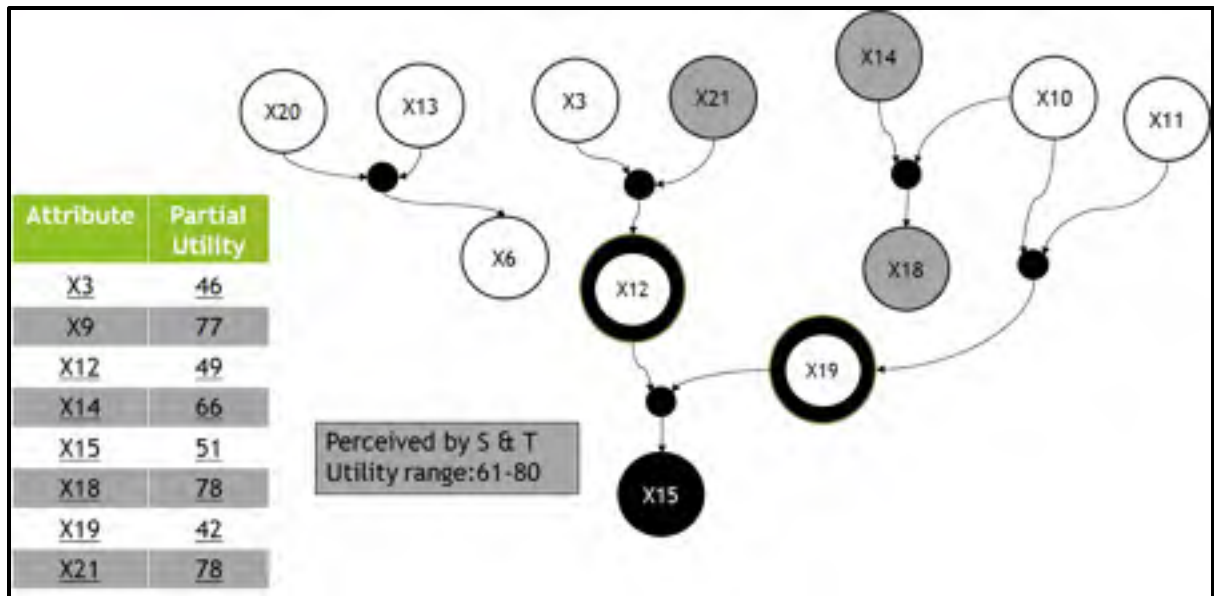 X14
X20
X13
X3
X21
X10
X11
X6
X12
X18
X19
X15
Attribute Partial Utility
X3 46
X9 77
X12 49
X14 66
X15 51
X18 78
X19 42
X21 78
Perceived by S & T
Utility range:61-80